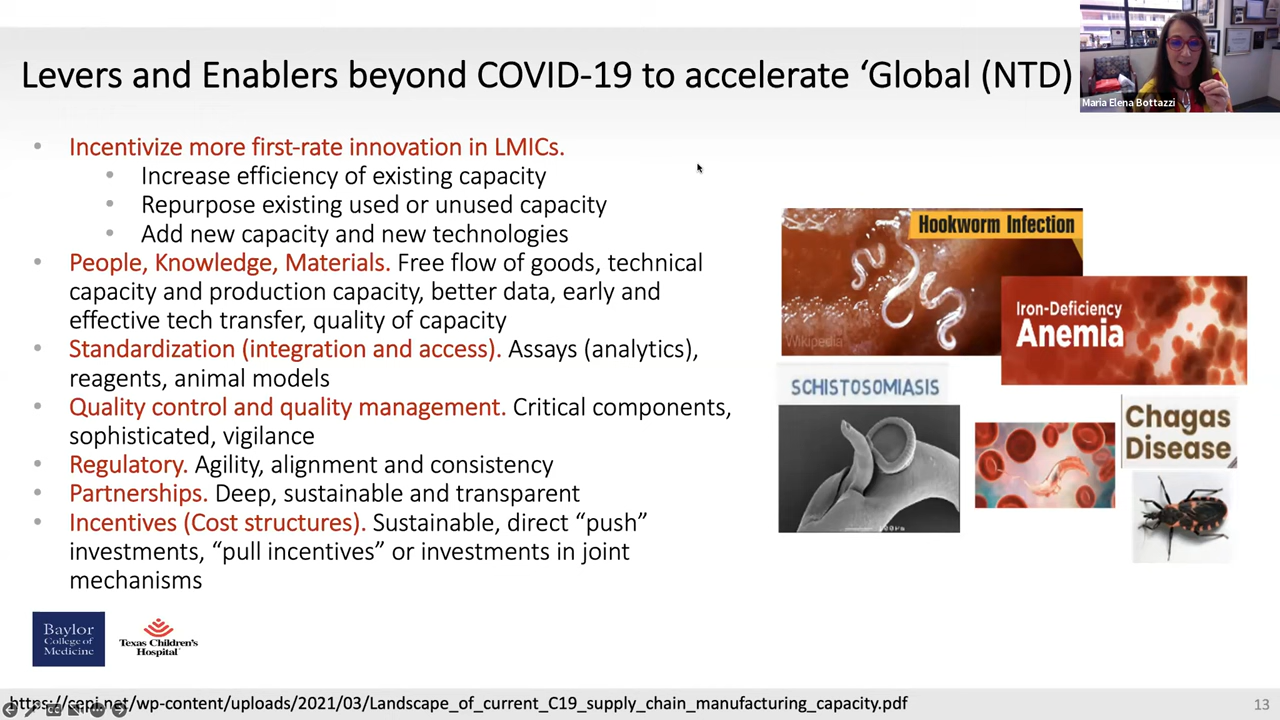 Levers and Enablers beyond COVID-19 to accelerate ‘Global (NTD)
Maria Elena Bottazzi
• Incentivize more first-rate innovation in LMICs.
• Increase efficiency of existing capacity
• Repurpose existing used or unused capacity
• Add new capacity and new technologies
• People, Knowledge, Materials. Free flow of goods, technical
capacity and production capacity, better data, early and
effective tech transfer, quality of capacity
• Standardization (integration and access). Assays (analytics),
reagents, animal models
• Quality control and quality management. Critical components,
sophisticated, vigilance
• Regulatory. Agility, alignment and consistency
• Partnerships. Deep, sustainable and transparent
• Incentives (Cost structures). Sustainable, direct “push”
investments, “pull incentives” or investments in joint
mechanisms
Hookworm Infection
Wikipedia
Iron-Deficiency
Anemia
SCHISTOSOMIASIS
100µm
Chagas
Disease
Baylor
College of
Medicine
Texas Children's
Hospital
https://cepi.net/wp-content/uploads/2021/03/Landscape_of_current_C19_supply_chain_manufacturing_capacity.pdf
13